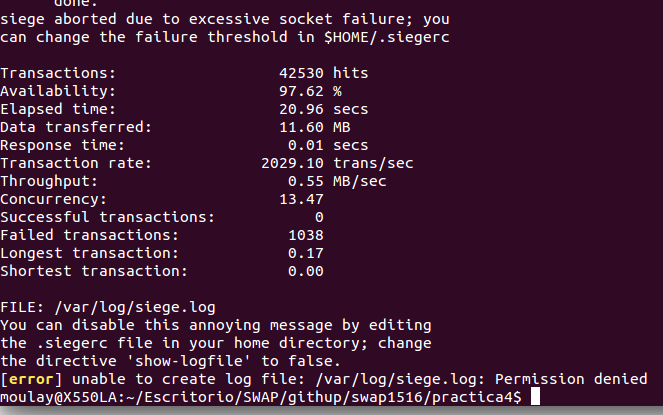 done.
siege aborted due to excessive socket failure; you
can change the failure threshold in $HOME/.siegerc
Transactions: 42530 hits
Availability: 97.62 %
Elapsed time: 20.96 secs
Data transferred: 11.60 MB
Response time: 0.01 secs
Transaction rate: 2029.10 trans/sec
Throughput: 0.55 MB/sec
Concurrency: 13.47
Successful transactions: 0
Failed transactions: 1038
Longest transaction: 0.17
Shortest transaction: 0.00
FILE: /var/log/siege.log
You can disable this annoying message by editing
the .siegerc file in your home directory; change
the directive 'show-logfile' to false.
[error] unable to create log file: /var/log/siege.log: Permission denied
moulay@X550LA:~/Escritorio/SWAP/githup/swap1516/practica4$